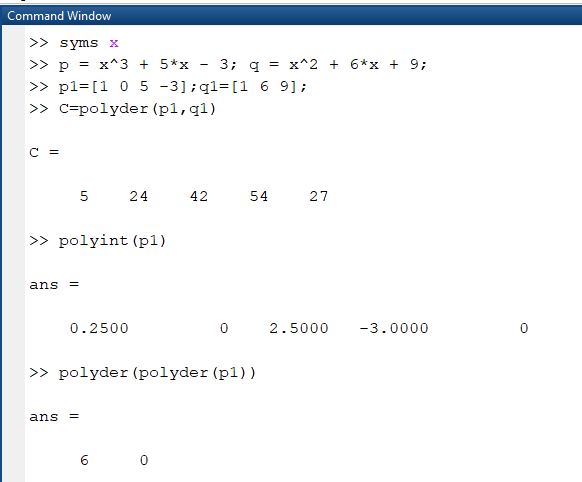 Command Window
>> syms x
>> p = x^3 + 5*x - 3; q = x^2 + 6*x + 9;
>> p1=[1 0 5 -3];q1=[1 6 9];
>> C=polyder(p1,q1)
C =
5 24 42 54 27
>> polyint(p1)
ans =
0.2500 0 2.5000 -3.0000 0
>> polyder(polyder(p1))
ans =
6 0